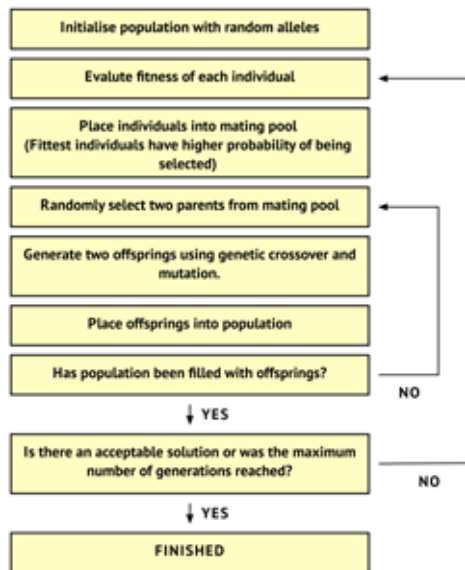 Initialise population with random alleles
Evalute fitness of each individual
Place individuals into mating pool
(Fittest individuals have higher probability of being
selected)
Randomly select two parents from mating pool
Generate two offsprings using genetic crossover and
mutation.
Place offsprings into population
Has population been filled with offsprings?
NO
YES
Is there an acceptable solution or was the maximum
number of generations reached?
NO
YES
FINISHED